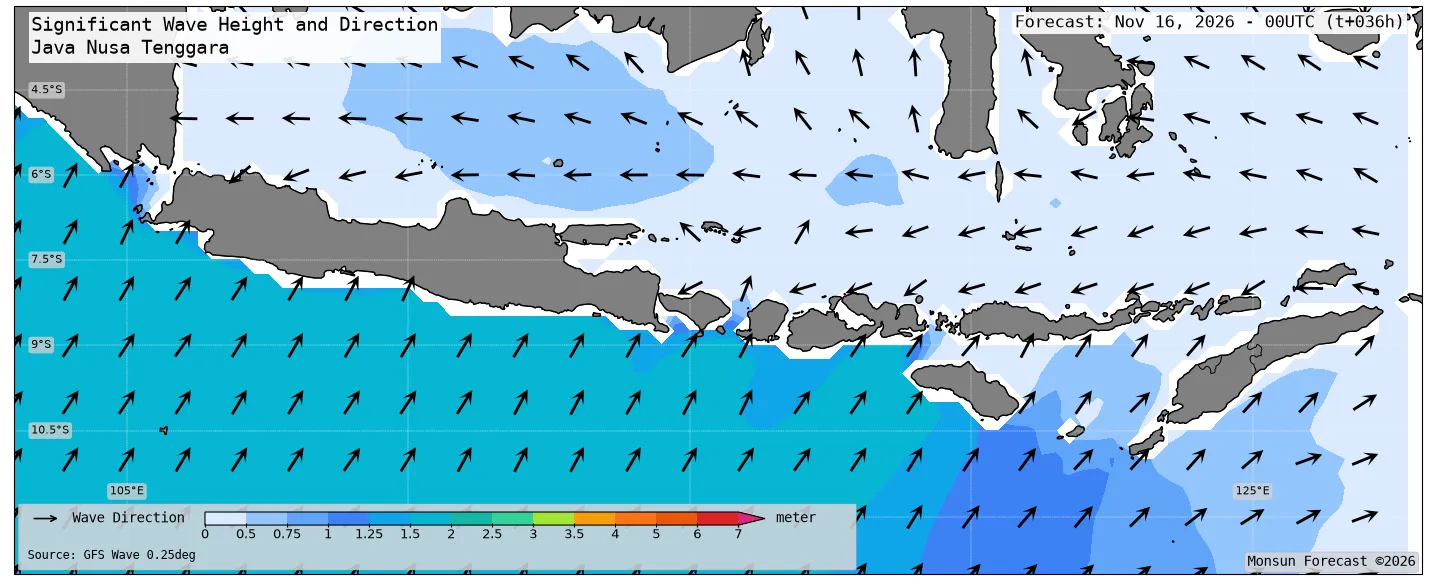 Significant Wave Height and Direction
Java Nusa Tenggara
Forecast: Nov 16, 2026 - 00UTC (t+036h)
4.5°S
6°S
7.5°S
9°S
10.5°S
105°E
125°E
Wave Direction
meter
0 0.5 0.75 1 1.25 1.5 2 2.5 3 3.5 4 5 6 7
Source: GFS Wave 0.25deg
Monsun Forecast ©2026